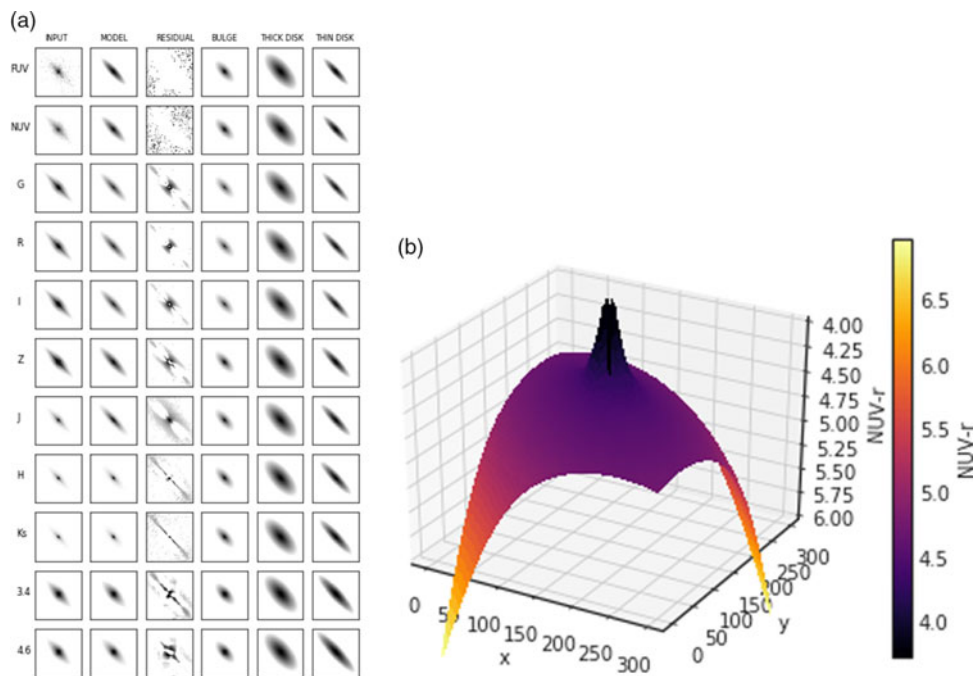 (a)
INPUT MODEL RESIDUAL BULGE THICK DISK THIN DISK
FUV
NUV
G
R
I
Z
J
H
Ks
3.4
4.6
(b)
4.00
4.25
4.50
4.75
5.00
5.25
5.50
5.75
6.00
NUV-r
0 50 100 150 200 250 300
x
0 50 100 150 200 250 300
y
6.5
6.0
5.5
5.0
4.5
4.0
NUV-r